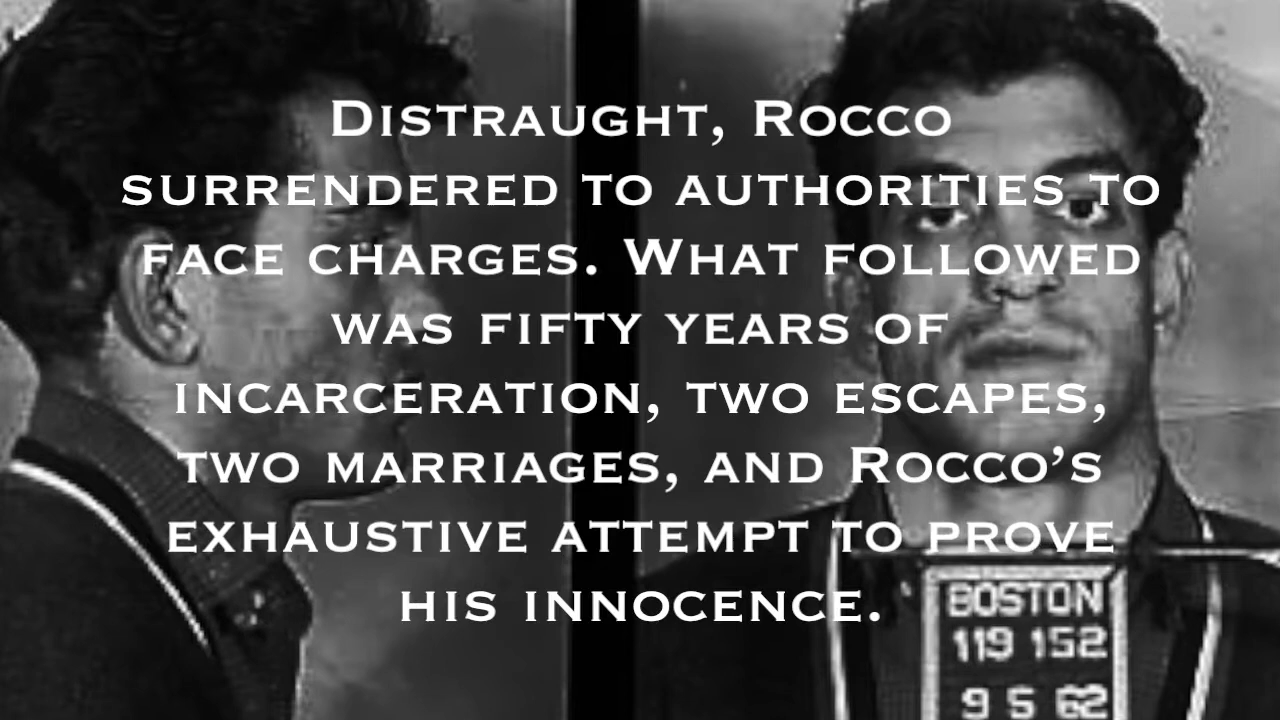 Distraught, Rocco
surrendered to authorities to
face charges. What followed
was fifty years of
incarceration, two escapes,
two marriages, and Rocco’s
exhaustive attempt to prove
his innocence.
BOSTON
119 152
9 5 62